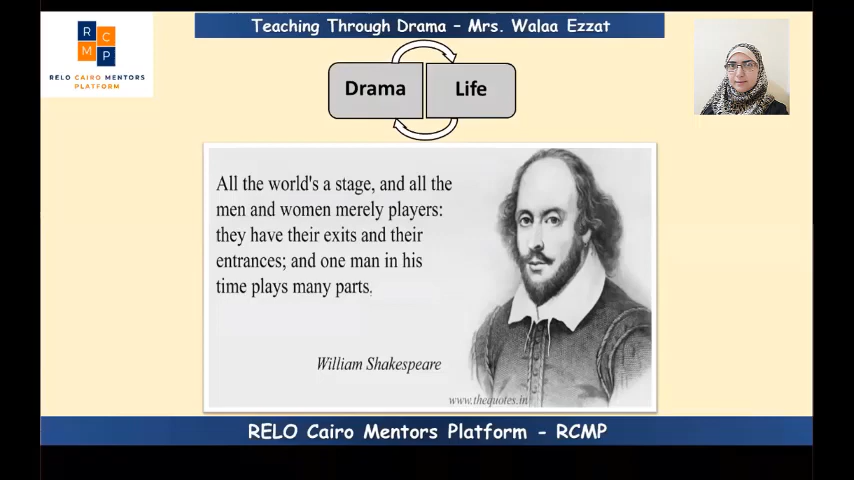 R C
M P
RELO CAIRO MENTORS
PLATFORM
Teaching Through Drama – Mrs. Walaa Ezzat
Drama
Life
All the world's a stage, and all the
men and women merely players:
they have their exits and their
entrances; and one man in his
time plays many parts.
William Shakespeare
www.thequotes.in
RELO Cairo Mentors Platform - RCMP